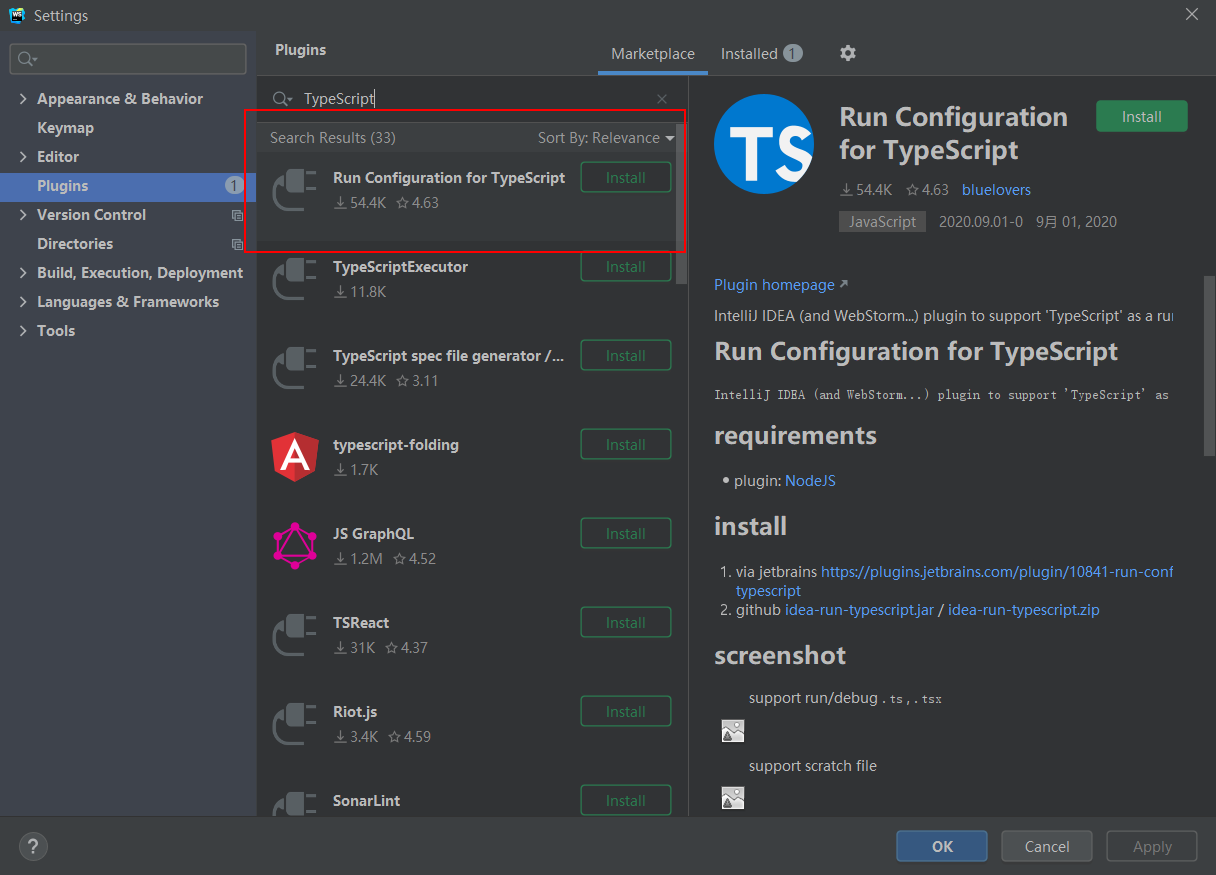 WS Settings
Appearance & Behavior
Keymap
Editor
Plugins 1
Version Control
Directories
Build, Execution, Deployment
Languages & Frameworks
Tools
Plugins
Marketplace
Installed 1
TypeScript
Search Results (33)
Sort By: Relevance
Run Configuration for TypeScript
Install
54.4K 4.63
TypeScriptExecutor
Install
11.8K
TypeScript spec file generator /...
Install
24.4K 3.11
typescript-folding
Install
A
1.7K
JS GraphQL
Install
1.2M 4.52
TSReact
Install
31K 4.37
Riot.js
Install
3.4K 4.59
SonarLint
Install
TS
Run Configuration
for TypeScript
Install
54.4K 4.63 bluelovers
JavaScript 2020.09.01-0 9月 01, 2020
Plugin homepage
IntelliJ IDEA (and WebStorm...) plugin to support 'TypeScript' as a ru
Run Configuration for TypeScript
IntelliJ IDEA (and WebStorm...) plugin to support 'TypeScript' as
requirements
• plugin: NodeJS
install
1. via jetbrains https://plugins.jetbrains.com/plugin/10841-run-conf
typescript
2. github idea-run-typescript.jar / idea-run-typescript.zip
screenshot
support run/debug .ts,.tsx
support scratch file
?
OK
Cancel
Apply